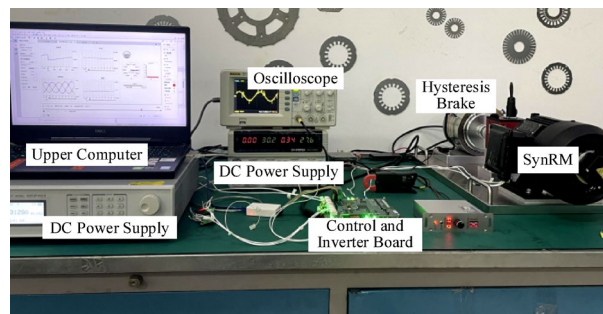 Oscilloscope
Hysteresis
Brake
SynRM
Upper Computer
DC Power Supply
DC Power Supply
Control and
Inverter Board